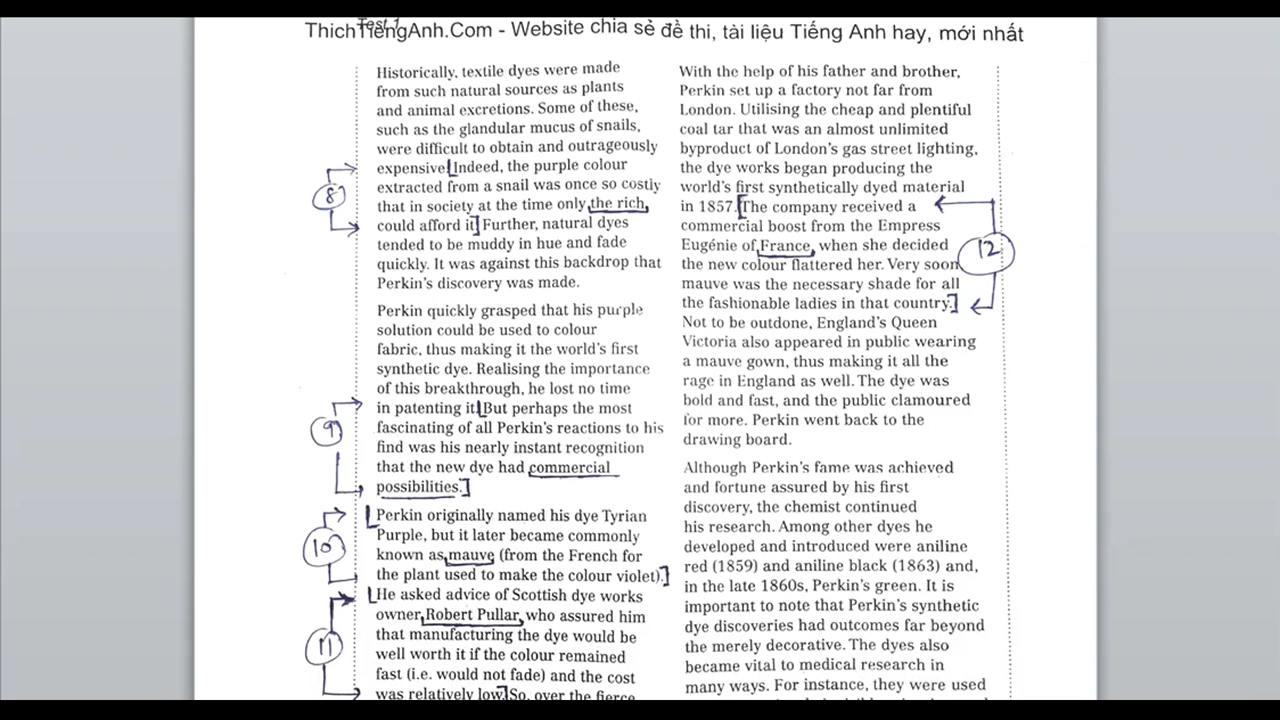 Test 1
ThichTiengAnh.Com - Website chia sẻ đề thi, tài liệu Tiếng Anh hay, mới nhất
Historically, textile dyes were made
from such natural sources as plants
and animal excretions. Some of these,
such as the glandular mucus of snails,
were difficult to obtain and outrageously
expensive. Indeed, the purple colour
extracted from a snail was once so costly
that in society at the time only the rich
could afford it. Further, natural dyes
tended to be muddy in hue and fade
quickly. It was against this backdrop that
Perkin's discovery was made.
8
Perkin quickly grasped that his purple
solution could be used to colour
fabric, thus making it the world's first
synthetic dye. Realising the importance
of this breakthrough, he lost no time
in patenting it. But perhaps the most
fascinating of all Perkin's reactions to his
find was his nearly instant recognition
that the new dye had commercial
possibilities.
9
Perkin originally named his dye Tyrian
Purple, but it later became commonly
known as mauve (from the French for
the plant used to make the colour violet).
10
He asked advice of Scottish dye works
owner Robert Pullar, who assured him
that manufacturing the dye would be
well worth it if the colour remained
fast (i.e. would not fade) and the cost
was relatively low. So, over the fierce
11
With the help of his father and brother,
Perkin set up a factory not far from
London. Utilising the cheap and plentiful
coal tar that was an almost unlimited
byproduct of London's gas street lighting,
the dye works began producing the
world's first synthetically dyed material
in 1857. The company received a
commercial boost from the Empress
Eugénie of France, when she decided
the new colour flattered her. Very soon,
mauve was the necessary shade for all
the fashionable ladies in that country.
12
Not to be outdone, England's Queen
Victoria also appeared in public wearing
a mauve gown, thus making it all the
rage in England as well. The dye was
bold and fast, and the public clamoured
for more. Perkin went back to the
drawing board.
Although Perkin's fame was achieved
and fortune assured by his first
discovery, the chemist continued
his research. Among other dyes he
developed and introduced were aniline
red (1859) and aniline black (1863) and,
in the late 1860s, Perkin's green. It is
important to note that Perkin's synthetic
dye discoveries had outcomes far beyond
the merely decorative. The dyes also
became vital to medical research in
many ways. For instance, they were used